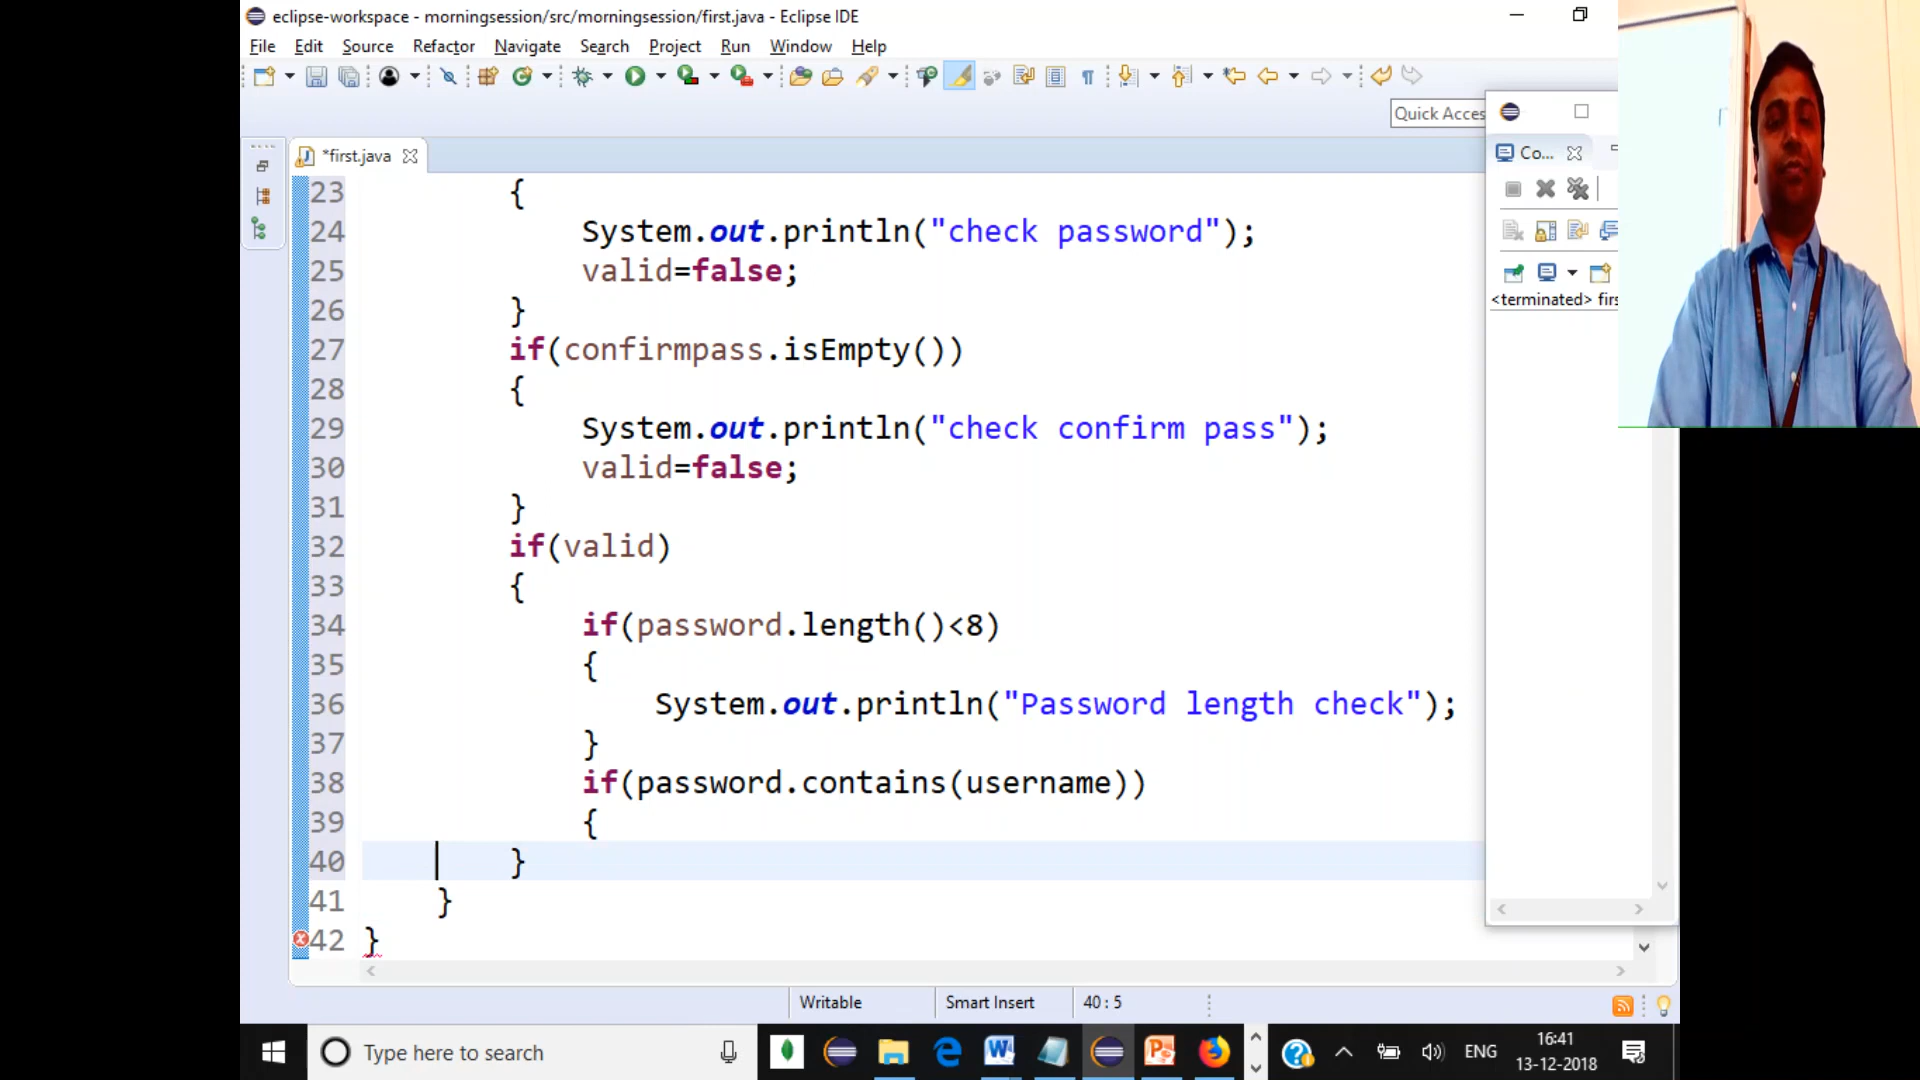 eclipse-workspace - morningsession/src/morningsession/first.java - Eclipse IDE
File Edit Source Refactor Navigate Search Project Run Window Help
Quick Acces
*first.java
Co...
<terminated> firs
23 {
24 System.out.println("check password");
25 valid=false;
26 }
27 if(confirmpass.isEmpty())
28 {
29 System.out.println("check confirm pass");
30 valid=false;
31 }
32 if(valid)
33 {
34 if(password.length()<8)
35 {
36 System.out.println("Password length check");
37 }
38 if(password.contains(username))
39 {
40 }
41 }
42 }
Writable Smart Insert 40 : 5
Type here to search
ENG
16:41
13-12-2018